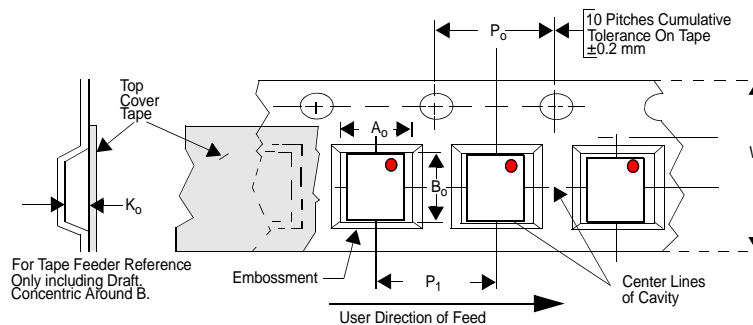 10 Pitches Cumulative
Tolerance On Tape
±0.2 mm
Po
Top
Cover
Tape
Ao
Bo
Ko
For Tape Feeder Reference
Only including Draft.
Concentric Around B.
Embossment
P1
Center Lines
of Cavity
User Direction of Feed